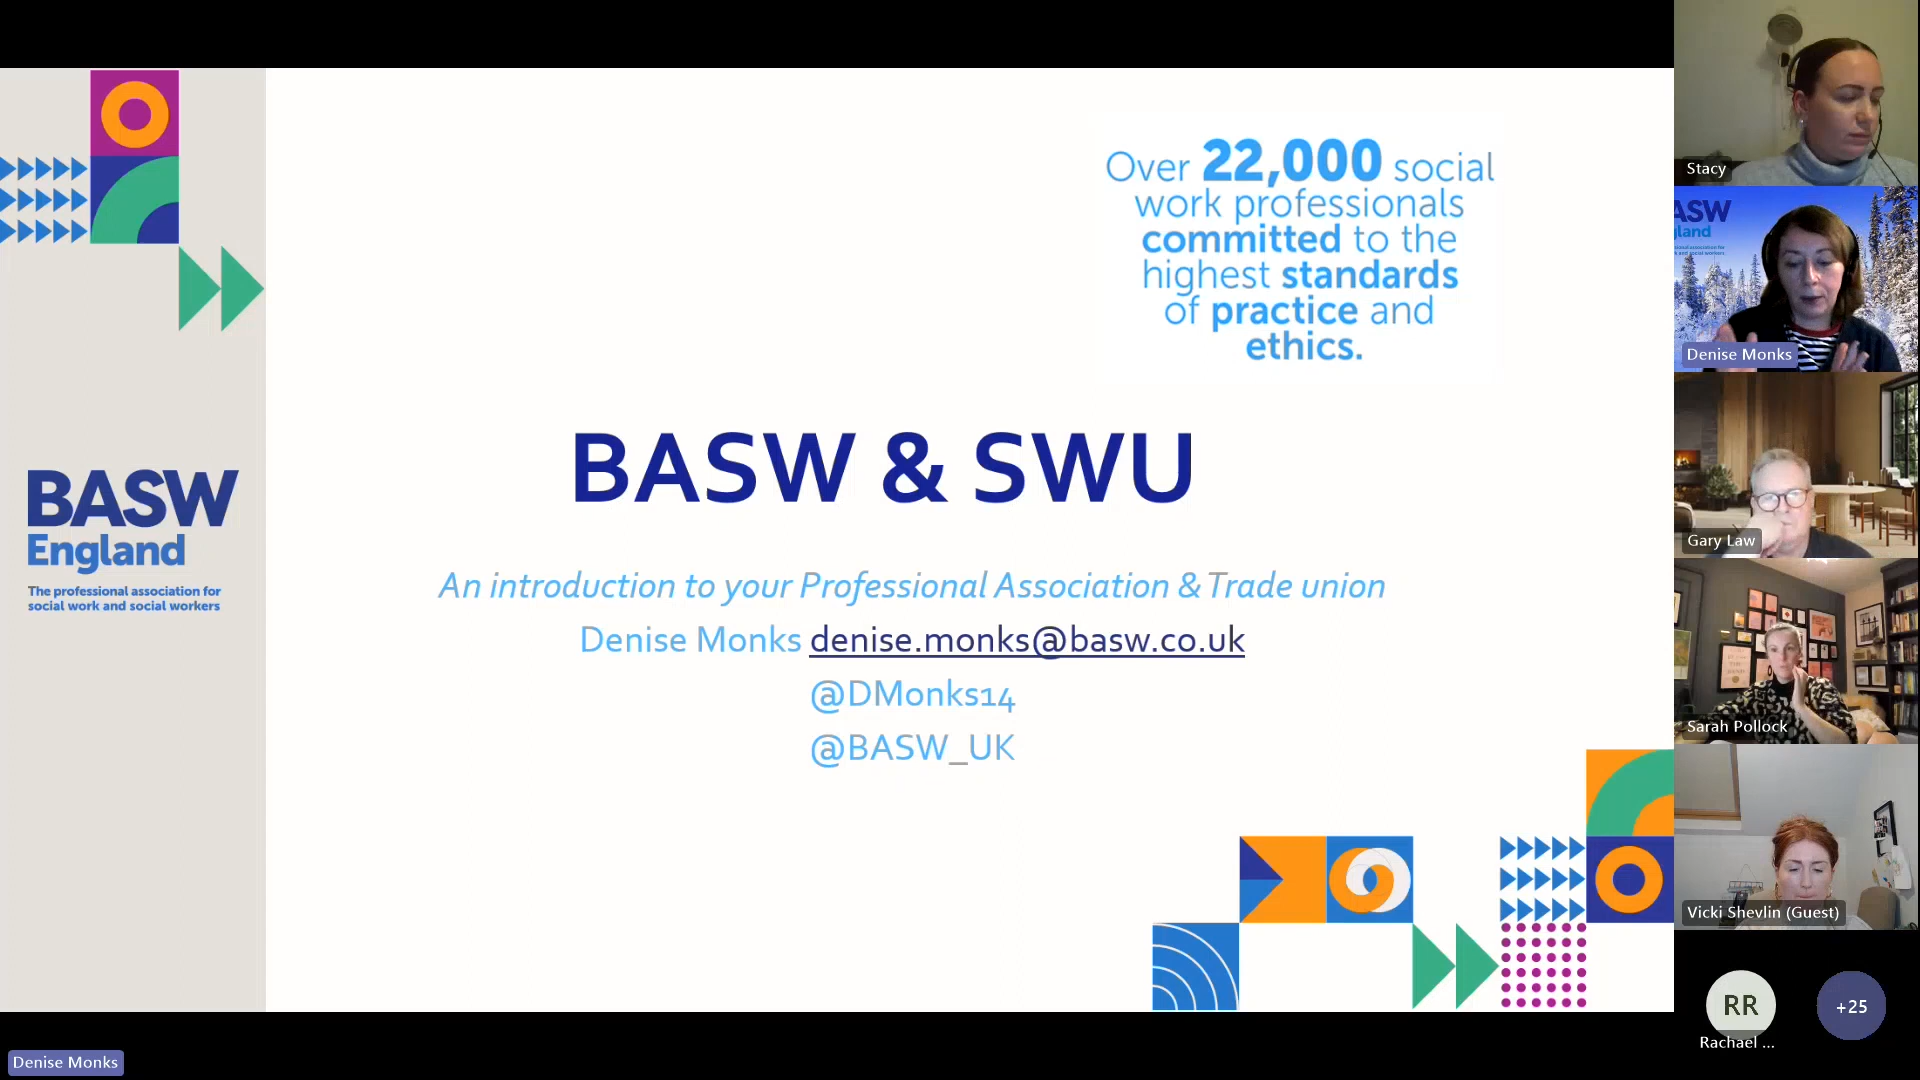 Over 22,000 social
work professionals
committed to the
highest standards
of practice and
ethics.
BASW & SWU
An introduction to your Professional Association & Trade union
Denise Monks denise.monks@basw.co.uk
@DMonks14
@BASW_UK
BASW
England
The professional association for
social work and social workers
Stacy
ASW
gland
Denise Monks
Gary Law
Sarah Pollock
Vicki Shevlin (Guest)
RR
Rachael ...
+25
Denise Monks